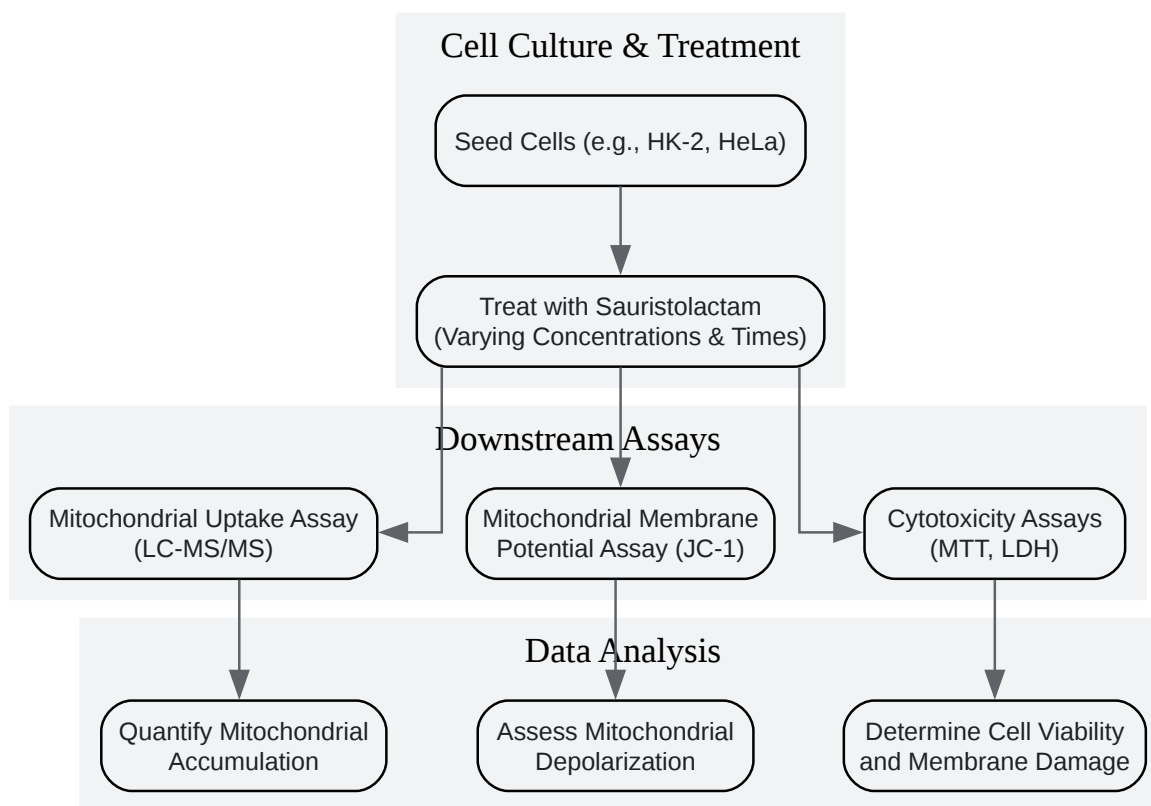 Cell Culture & Treatment
Seed Cells (e.g., HK-2, HeLa)
Treat with Sauristolactam
(Varying Concentrations & Times)
Downstream Assays
Mitochondrial Uptake Assay
(LC-MS/MS)
Mitochondrial Membrane
Potential Assay (JC-1)
Cytotoxicity Assays
(MTT, LDH)
Data Analysis
Quantify Mitochondrial
Accumulation
Assess Mitochondrial
Depolarization
Determine Cell Viability
and Membrane Damage